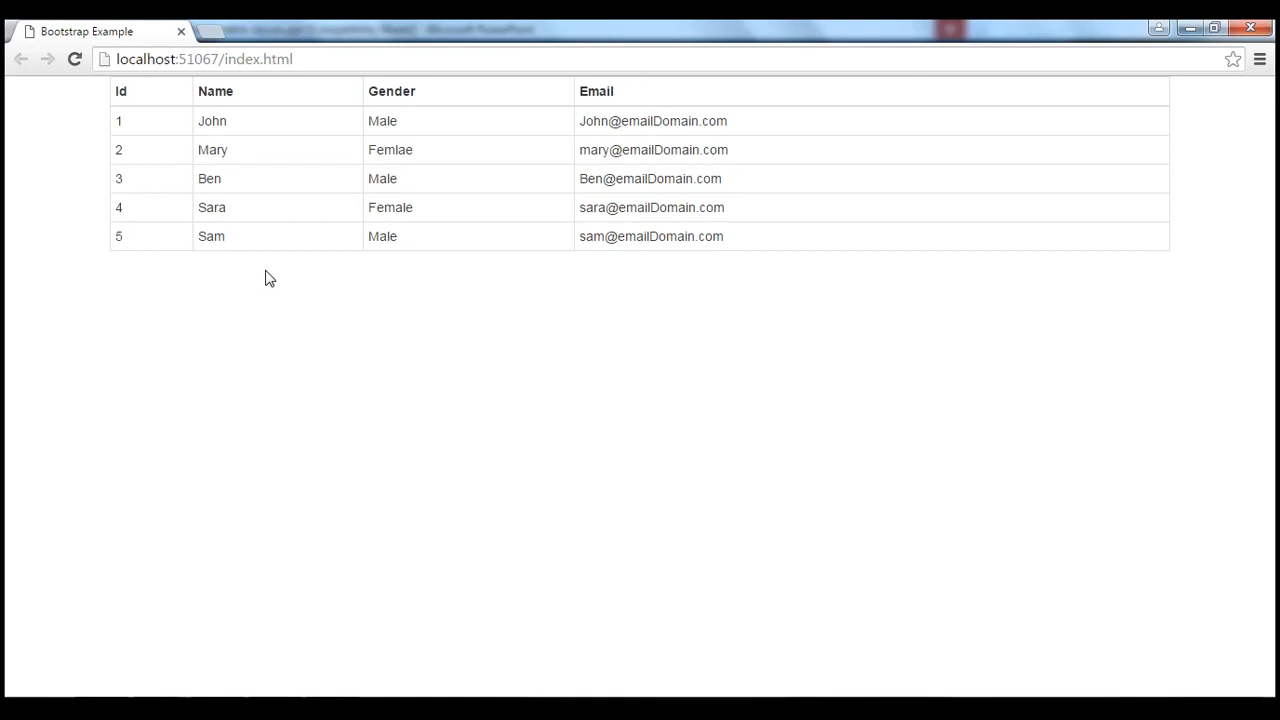 Bootstrap Example
localhost:51067/index.html
Id Name Gender Email
1 John Male John@emailDomain.com
2 Mary Femlae mary@emailDomain.com
3 Ben Male Ben@emailDomain.com
4 Sara Female sara@emailDomain.com
5 Sam Male sam@emailDomain.com